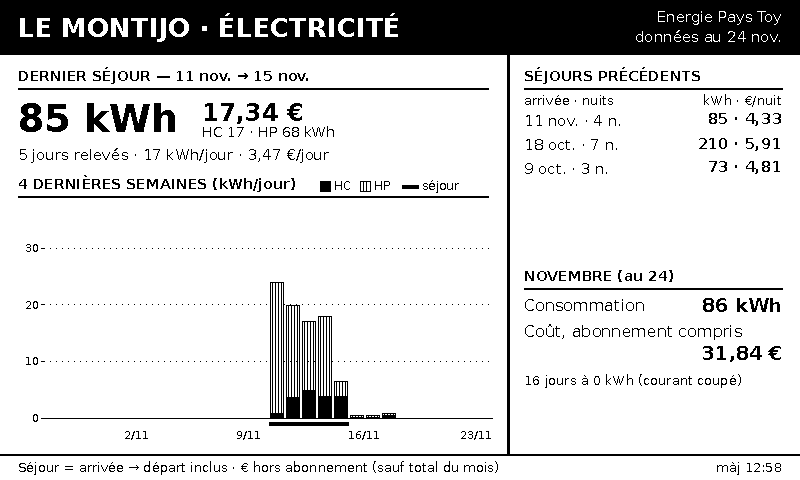 LE MONTIJO · ÉLECTRICITÉ
Energie Pays Toy
données au 24 nov.
DERNIER SÉJOUR — 11 nov. → 15 nov.
85 kWh
17,34 €
HC 17 · HP 68 kWh
5 jours relevés · 17 kWh/jour · 3,47 €/jour
4 DERNIÈRES SEMAINES (kWh/jour)
HC HP séjour
30
20
10
0
2/11 9/11 16/11 23/11
SÉJOURS PRÉCÉDENTS
arrivée · nuits kWh · €/nuit
11 nov. · 4 n. 85 · 4,33
18 oct. · 7 n. 210 · 5,91
9 oct. · 3 n. 73 · 4,81
NOVEMBRE (au 24)
Consommation 86 kWh
Coût, abonnement compris
31,84 €
16 jours à 0 kWh (courant coupé)
Séjour = arrivée → départ inclus · € hors abonnement (sauf total du mois)
màj 12:58